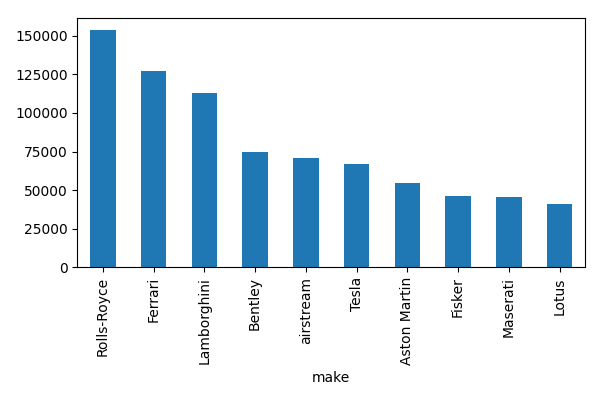 150000
125000
100000
75000
50000
25000
0
Rolls-Royce
Ferrari
Lamborghini
Bentley
airstream
Tesla
Aston Martin
Fisker
Maserati
Lotus
make